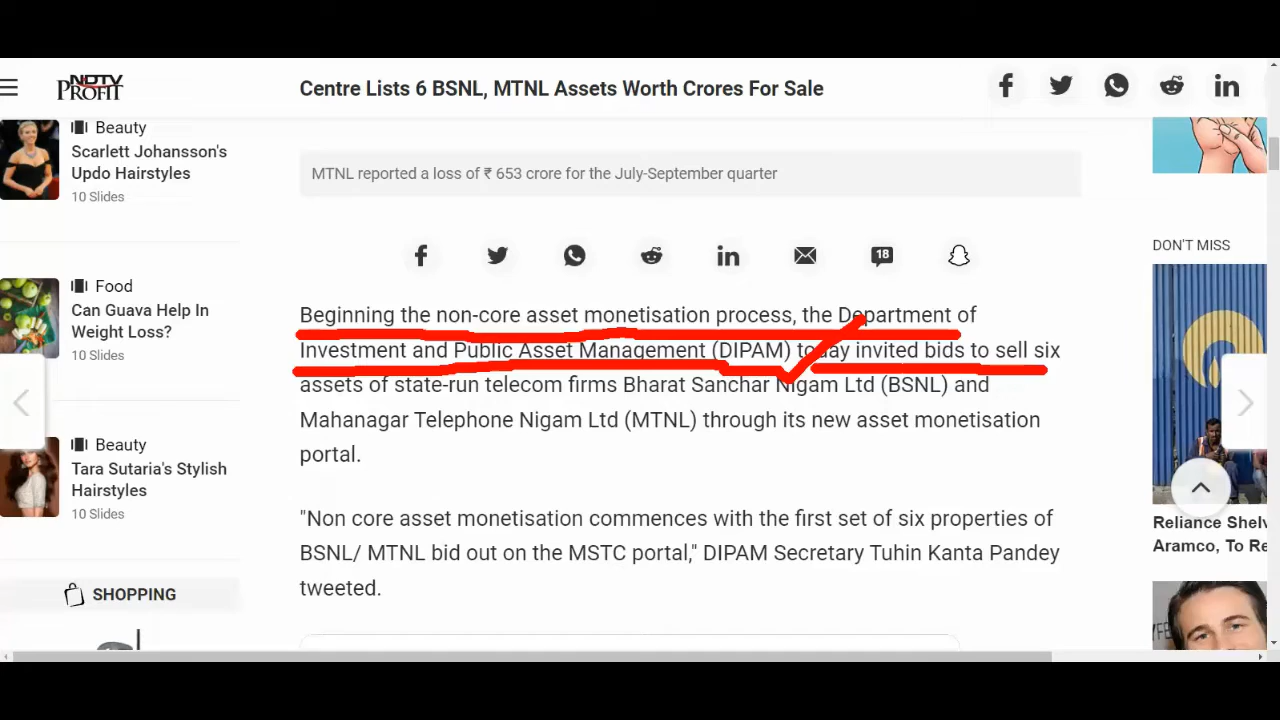 NDTV
PROFIT
Centre Lists 6 BSNL, MTNL Assets Worth Crores For Sale
Beauty
Scarlett Johansson's
Updo Hairstyles
10 Slides
Food
Can Guava Help In
Weight Loss?
10 Slides
Beauty
Tara Sutaria's Stylish
Hairstyles
10 Slides
SHOPPING
MTNL reported a loss of ₹ 653 crore for the July-September quarter
18
Beginning the non-core asset monetisation process, the Department of
Investment and Public Asset Management (DIPAM) today invited bids to sell six
assets of state-run telecom firms Bharat Sanchar Nigam Ltd (BSNL) and
Mahanagar Telephone Nigam Ltd (MTNL) through its new asset monetisation
portal.
"Non core asset monetisation commences with the first set of six properties of
BSNL/ MTNL bid out on the MSTC portal," DIPAM Secretary Tuhin Kanta Pandey
tweeted.
DON'T MISS
Reliance Shelv
Aramco, To Re